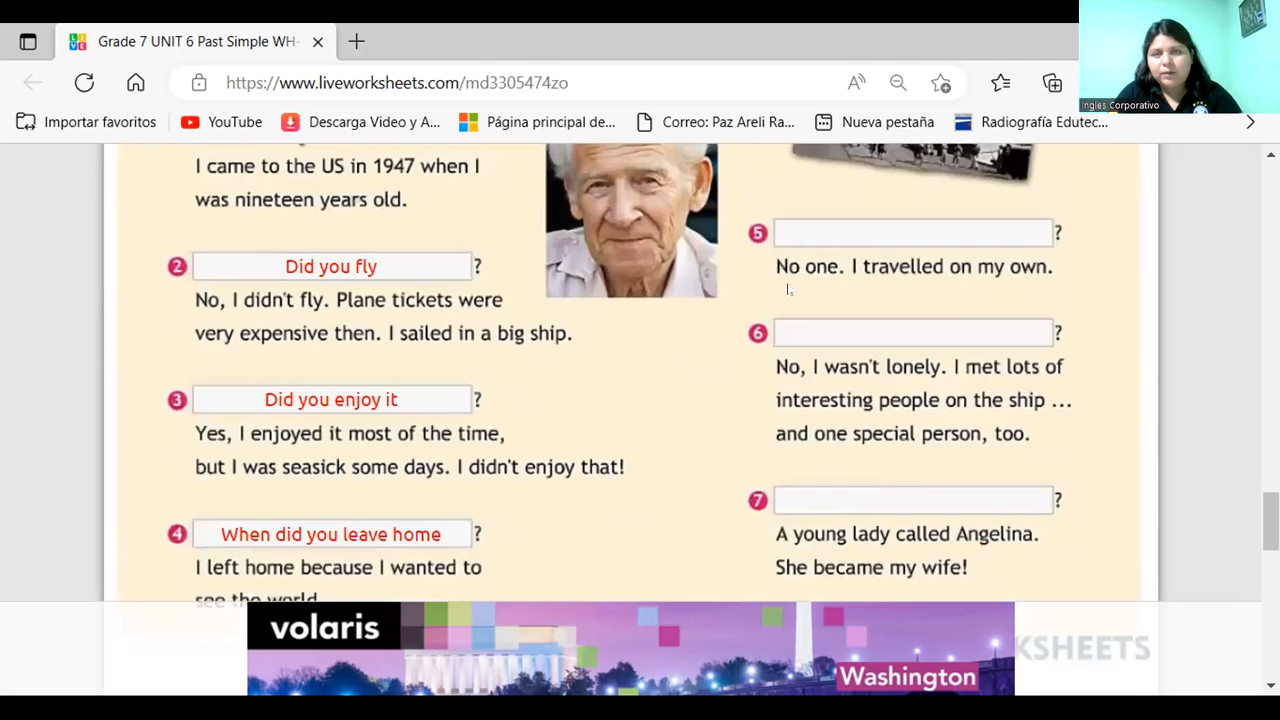 Grade 7 UNIT 6 Past Simple WH-
https://www.liveworksheets.com/md3305474zo
Ingles Corporativo
Importar favoritos
YouTube
Descarga Video y A...
Página principal de...
Correo: Paz Areli Ra...
Nueva pestaña
Radiografía Edutec...
I came to the US in 1947 when I
was nineteen years old.
2 Did you fly ?
No, I didn't fly. Plane tickets were
very expensive then. I sailed in a big ship.
3 Did you enjoy it ?
Yes, I enjoyed it most of the time,
but I was seasick some days. I didn't enjoy that!
4 When did you leave home ?
I left home because I wanted to
see the world
5 ?
No one. I travelled on my own.
6 ?
No, I wasn't lonely. I met lots of
interesting people on the ship ...
and one special person, too.
7 ?
A young lady called Angelina.
She became my wife!
volaris
Washington
KSHEETS